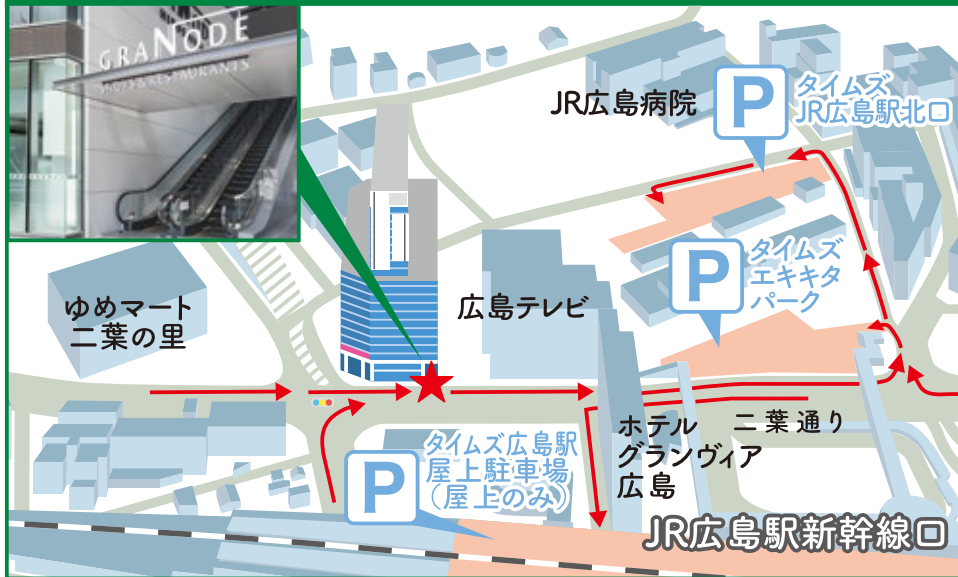 GRANODE
SHOPS & RESTAURANTS
JR広島病院
P
タイムズ
JR広島駅北口
P
タイムズ
エキキタ
パーク
ゆめマート
二葉の里
広島テレビ
ホテル
グランヴィア
広島
二葉通り
P
タイムズ広島駅
屋上駐車場
(屋上のみ)
JR広島駅新幹線口